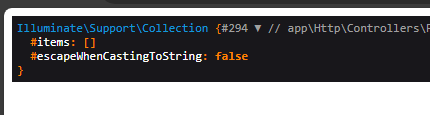 Illuminate\Support\Collection {#294 ▼ // app\Http\Controllers\
#items: []
#escapeWhenCastingToString: false
}